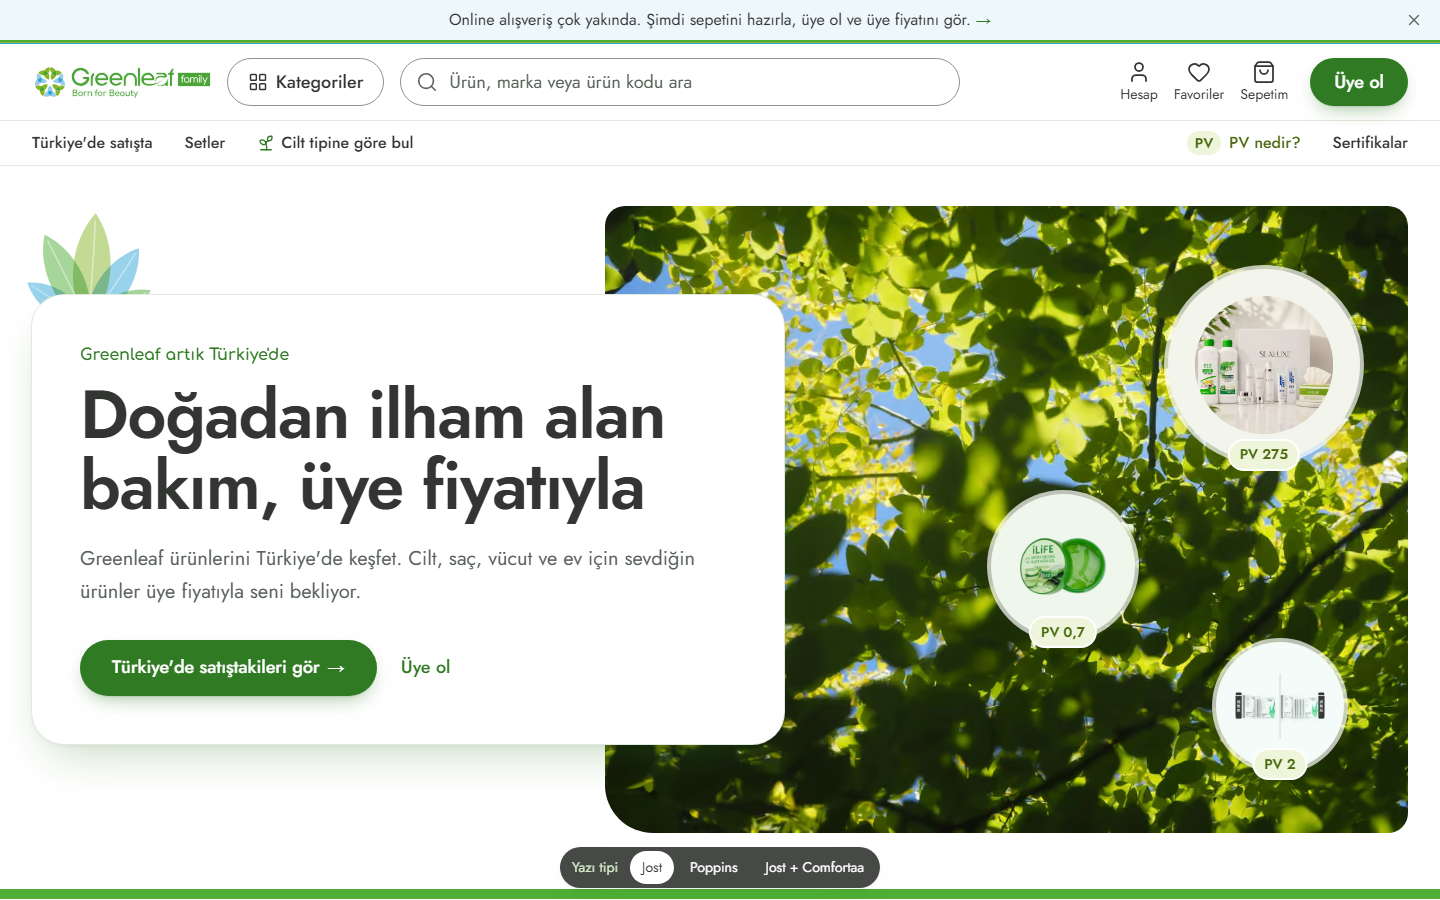 Online alışveriş çok yakında. Şimdi sepetini hazırla, üye ol ve üye fiyatını gör. →
Greenleaf family
Born for Beauty
Kategoriler
Ürün, marka veya ürün kodu ara
Hesap
Favoriler
Sepetim
Üye ol
Türkiye'de satışta
Setler
Cilt tipine göre bul
PV
PV nedir?
Sertifikalar
Greenleaf artık Türkiye'de
Doğadan ilham alan
bakım, üye fiyatıyla
Greenleaf ürünlerini Türkiye'de keşfet. Cilt, saç, vücut ve ev için sevdiğin
ürünler üye fiyatıyla seni bekliyor.
Türkiye'de satıştakileri gör →
Üye ol
SEALUXE
PV 275
iLiFE
PV 0,7
PV 2
Yazı tipi
Jost
Poppins
Jost + Comfortaa